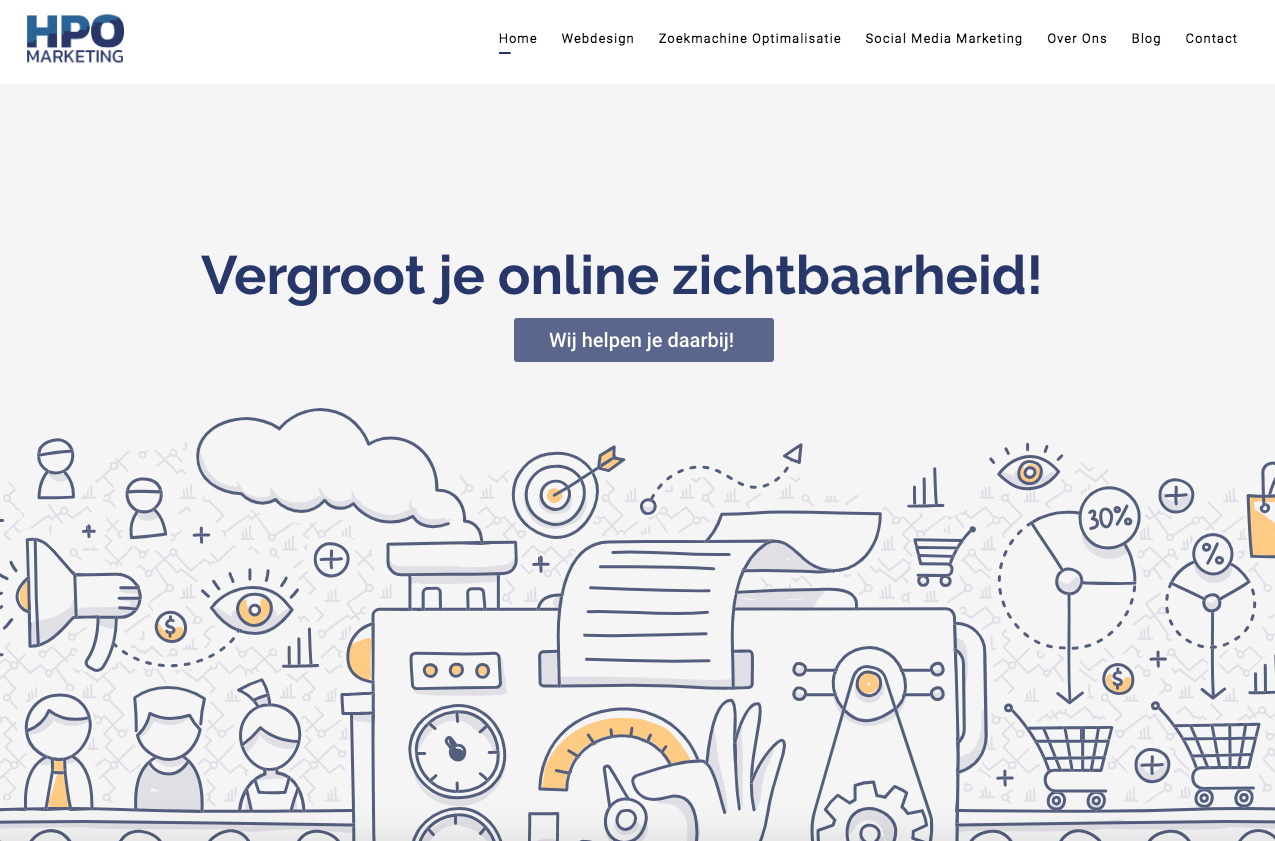 HPO
MARKETING
Home Webdesign Zoekmachine Optimalisatie Social Media Marketing Over Ons Blog Contact
Vergroot je online zichtbaarheid!
Wij helpen je daarbij!
30%
%
$
$